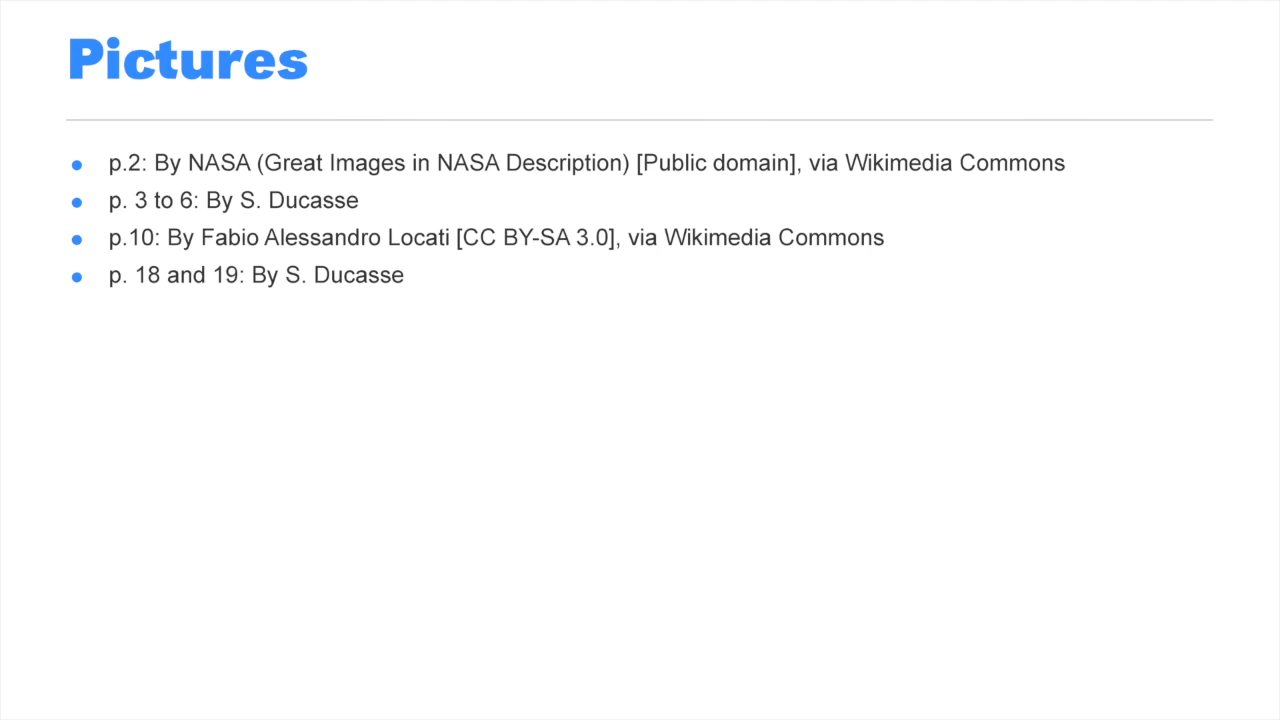 Pictures
p.2: By NASA (Great Images in NASA Description) [Public domain], via Wikimedia Commons
p. 3 to 6: By S. Ducasse
p.10: By Fabio Alessandro Locati [CC BY-SA 3.0], via Wikimedia Commons
p. 18 and 19: By S. Ducasse